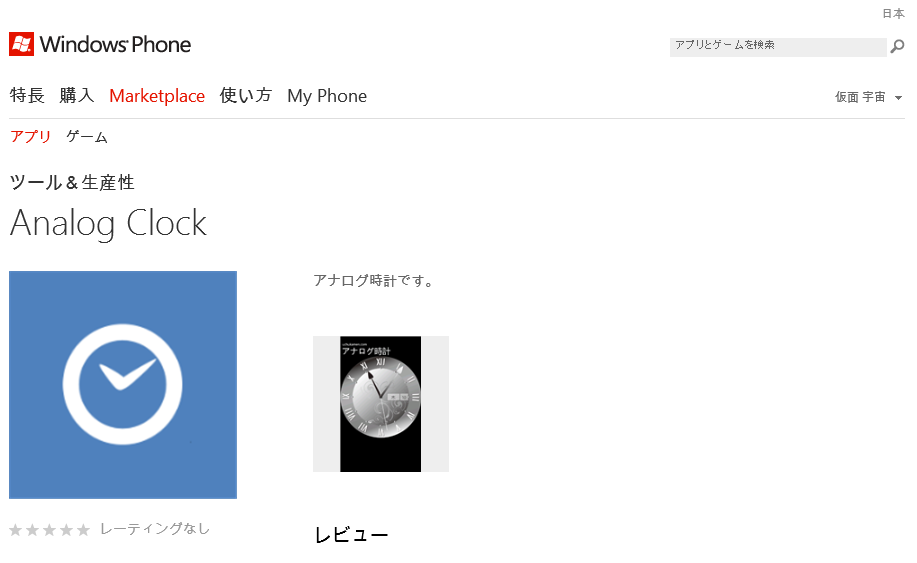 日本
Windows Phone
アプリとゲームを検索
特長 購入 Marketplace 使い方 My Phone
仮面 宇宙
アプリ ゲーム
ツール & 生産性
Analog Clock
アナログ時計です。
アナログ時計
XII
レーティングなし
レビュー